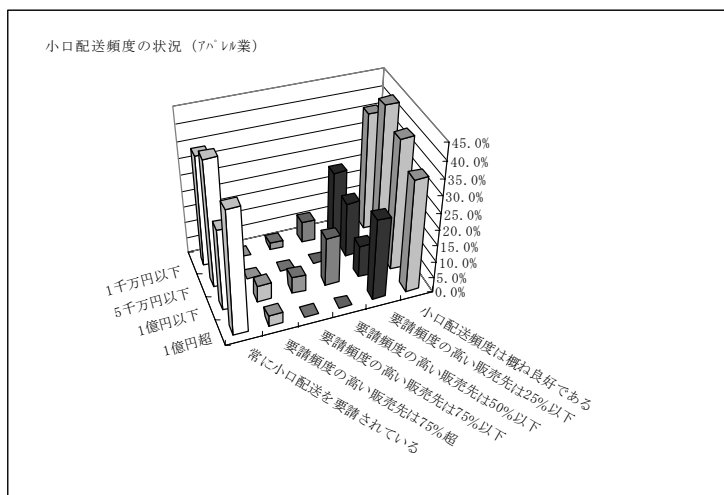 小口配送頻度の状況（ｱﾊﾟﾚﾙ業）
45.0%
40.0%
35.0%
30.0%
25.0%
20.0%
15.0%
10.0%
5.0%
0.0%
1千万円以下
5千万円以下
1億円以下
1億円超
小口配送頻度は概ね良好である
要請頻度の高い販売先は25%以下
要請頻度の高い販売先は50%以下
要請頻度の高い販売先は75%以下
要請頻度の高い販売先は75%超
常に小口配送を要請されている